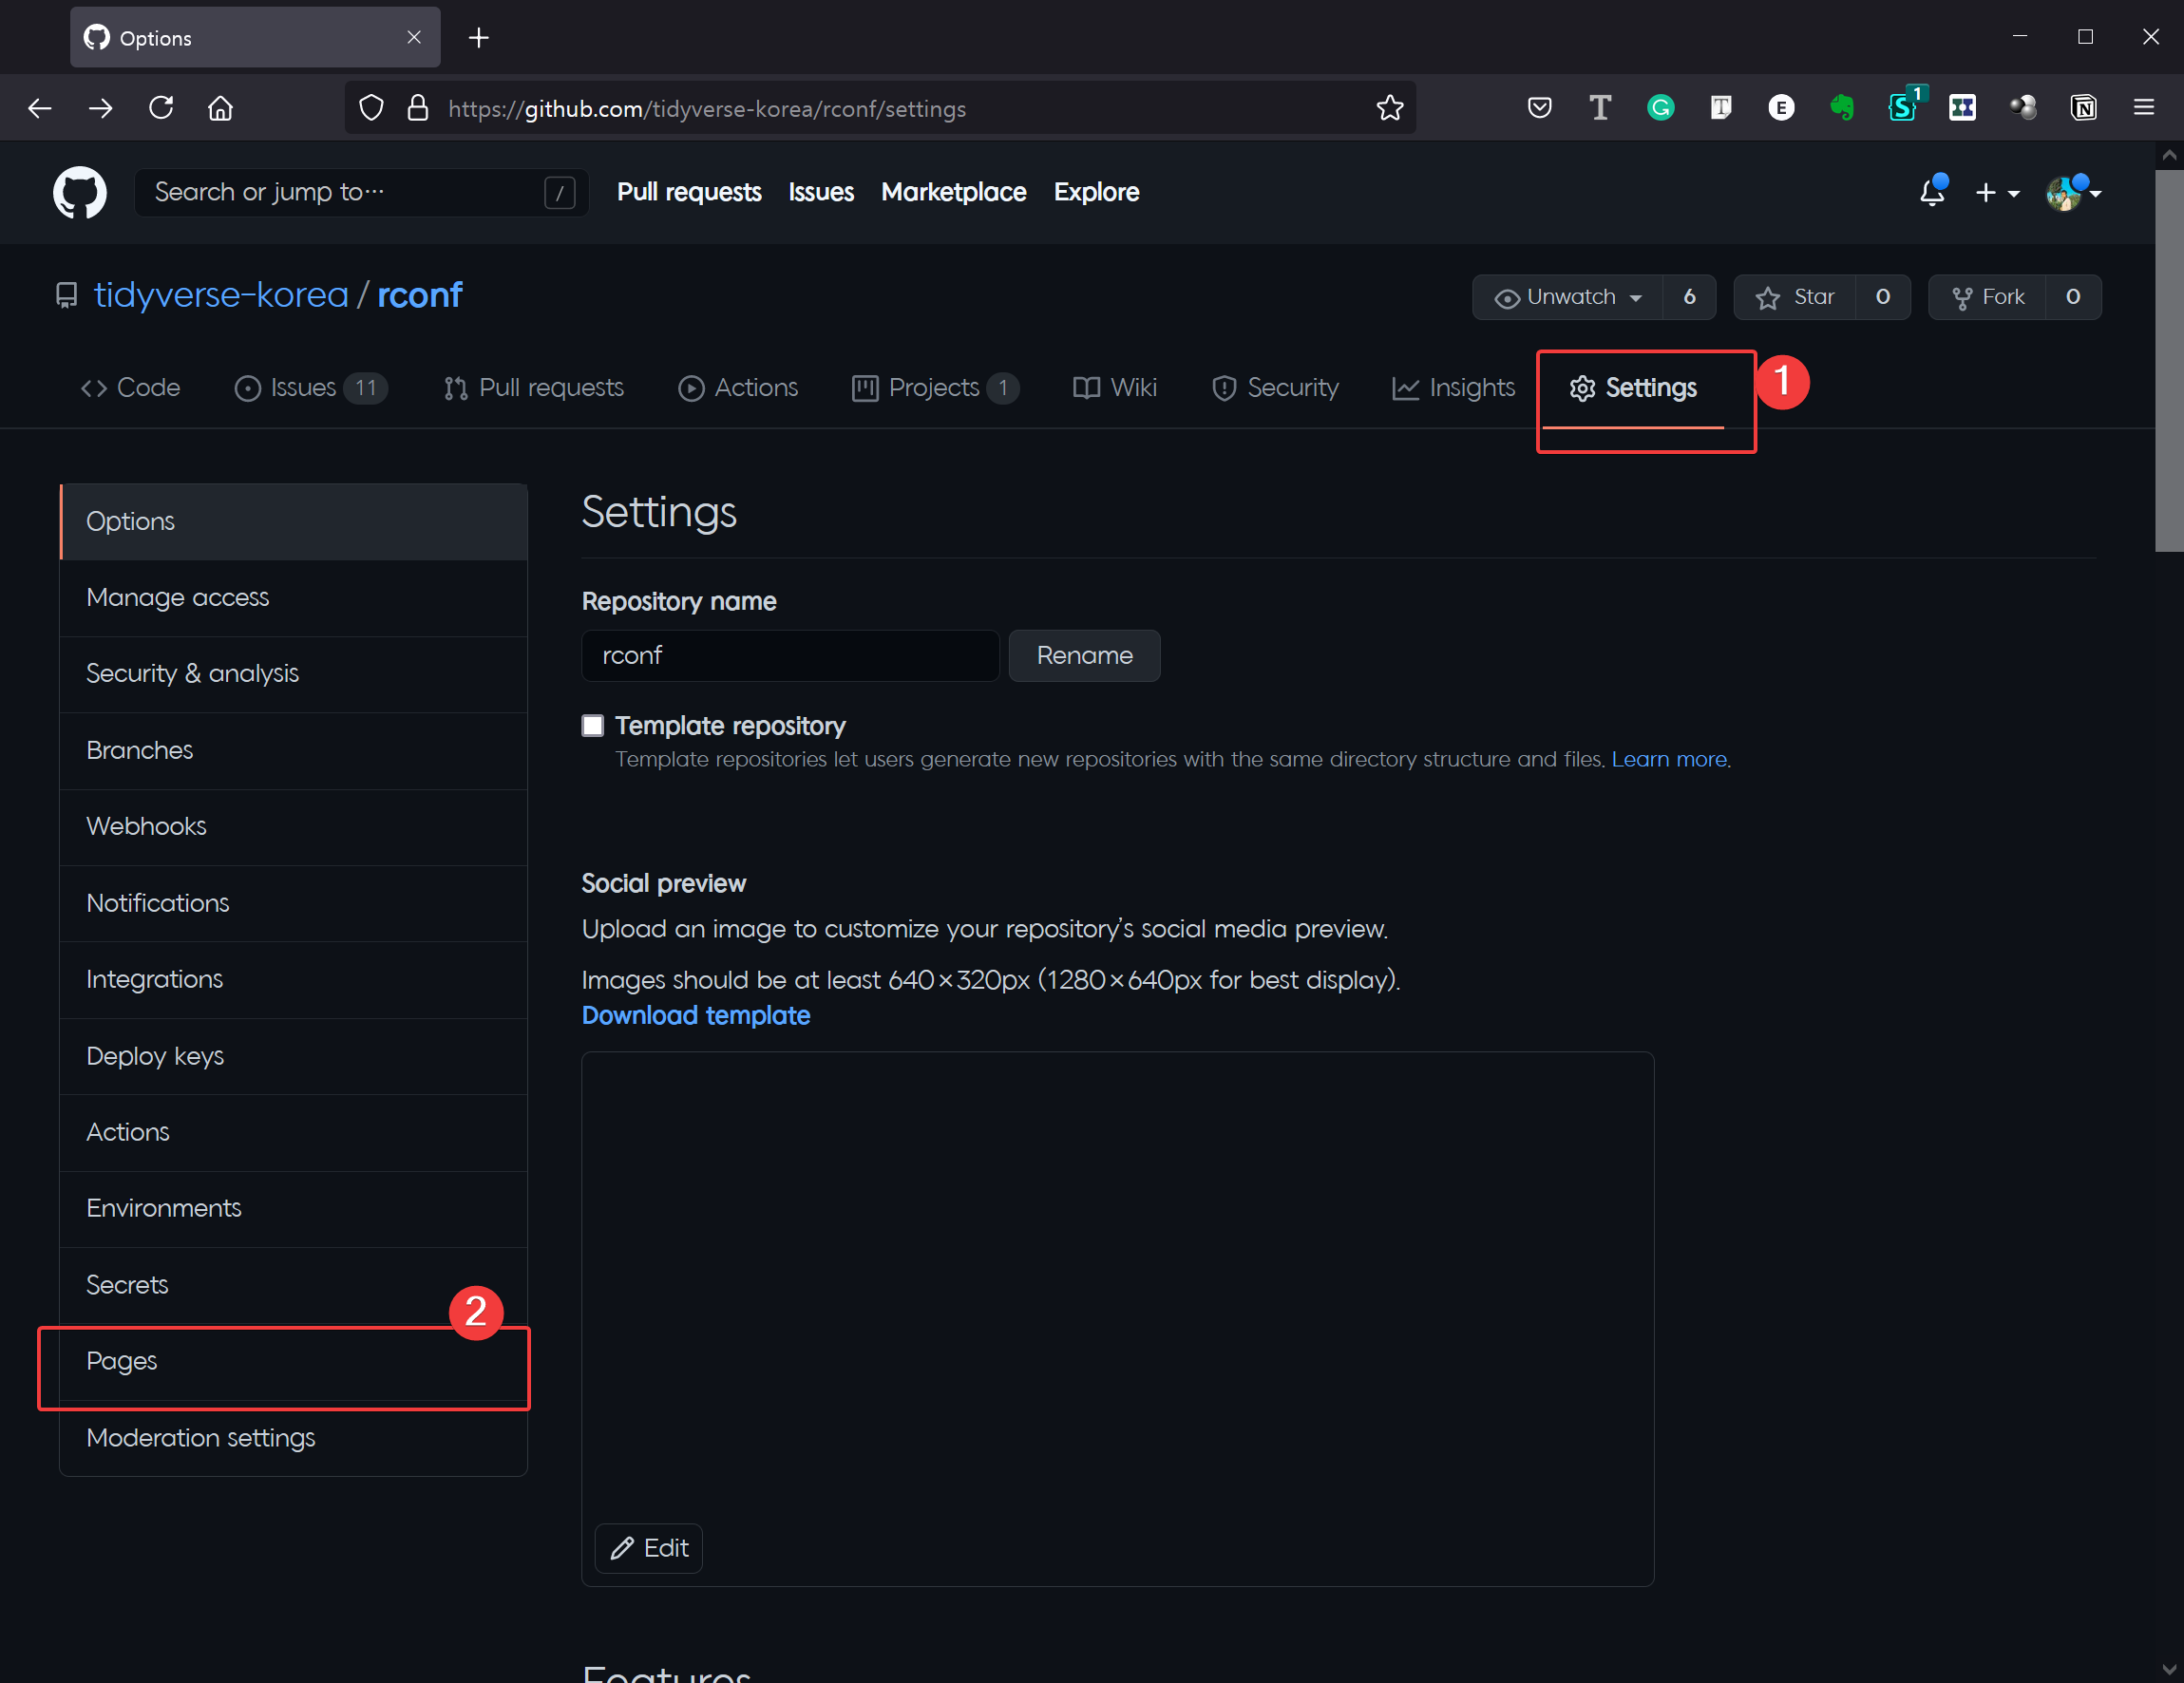 Options
https://github.com/tidyverse-korea/rconf/settings
T G T E S 1 N
Search or jump to… /
Pull requests Issues Marketplace Explore
tidyverse-korea / rconf
Unwatch 6 Star 0 Fork 0
Code Issues 11 Pull requests Actions Projects 1 Wiki Security Insights Settings 1
Options
Manage access
Security & analysis
Branches
Webhooks
Notifications
Integrations
Deploy keys
Actions
Environments
Secrets
2
Pages
Moderation settings
Settings
Repository name
rconf Rename
Template repository
Template repositories let users generate new repositories with the same directory structure and files. Learn more.
Social preview
Upload an image to customize your repository's social media preview.
Images should be at least 640×320px (1280×640px for best display).
Download template
Edit
Features